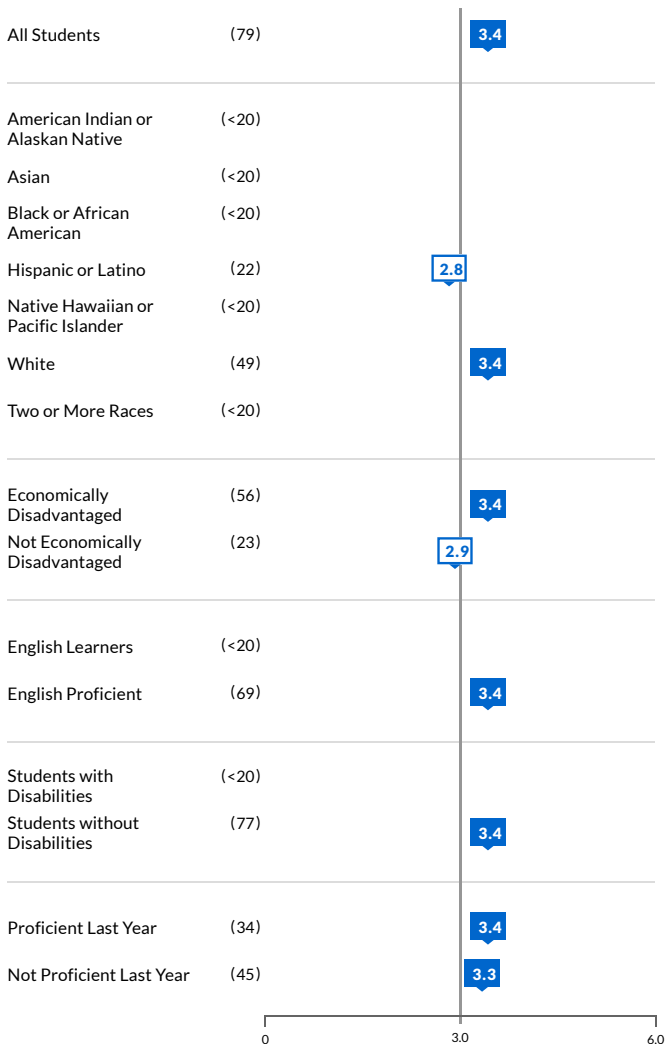 All Students (79) 3.4
American Indian or
Alaskan Native (<20)
Asian (<20)
Black or African
American (<20)
Hispanic or Latino (22) 2.8
Native Hawaiian or
Pacific Islander (<20)
White (49) 3.4
Two or More Races (<20)
Economically
Disadvantaged (56) 3.4
Not Economically
Disadvantaged (23) 2.9
English Learners (<20)
English Proficient (69) 3.4
Students with
Disabilities (<20)
Students without
Disabilities (77) 3.4
Proficient Last Year (34) 3.4
Not Proficient Last Year (45) 3.3
0 3.0 6.0